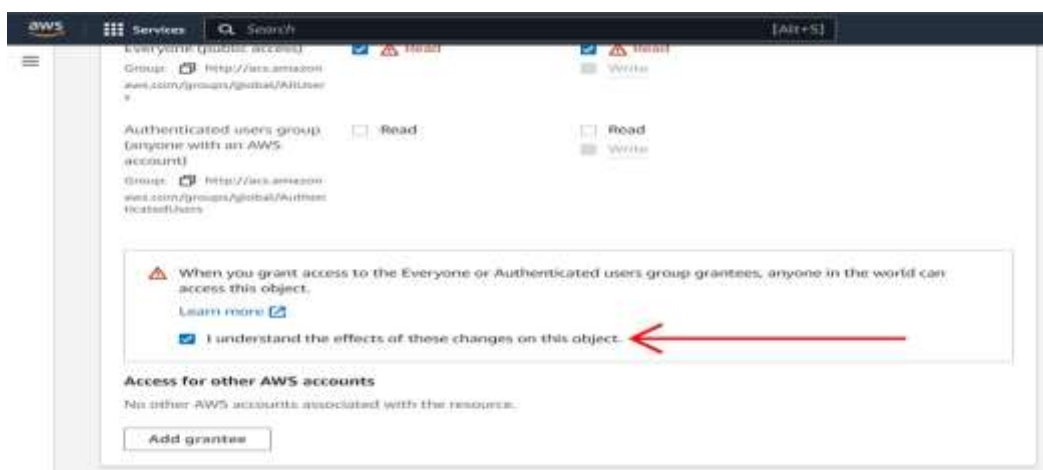 aws
Services
Search
[Alt+S]
Everyone (public access)
Read
Read
Group: http://acs.amazon
Write
aws.com/groups/global/AllUser
s
Authenticated users group
Read
Read
(anyone with an AWS
Write
account)
Group: http://acs.amazon
aws.com/groups/global/Authen
ticatedUsers
When you grant access to the Everyone or Authenticated users group grantees, anyone in the world can
access this object.
Learn more
I understand the effects of these changes on this object.
Access for other AWS accounts
No other AWS accounts associated with the resource.
Add grantee